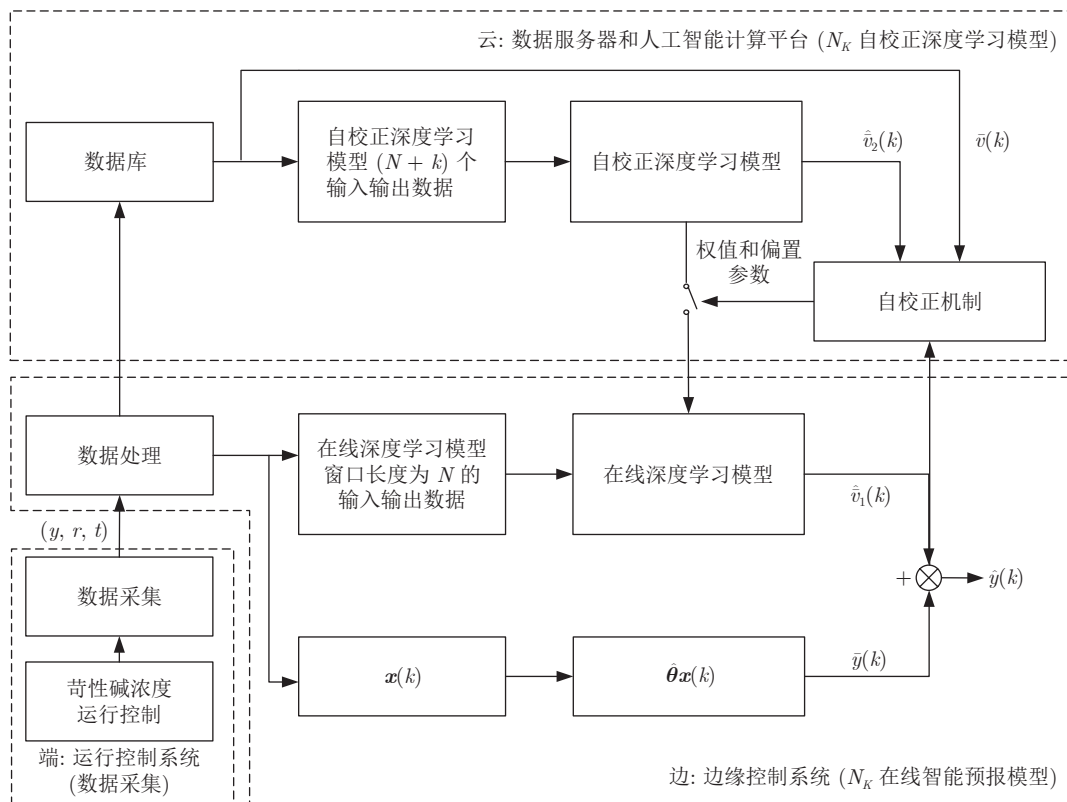 云: 数据服务器和人工智能计算平台 (N_K 自校正深度学习模型)
数据库
自校正深度学习
模型 (N + k) 个
输入输出数据
自校正深度学习模型
$\hat{\bar{v}}_2(k)$
$\bar{v}(k)$
权值和偏置
参数
自校正机制
数据处理
在线深度学习模型
窗口长度为 N 的
输入输出数据
在线深度学习模型
$\hat{\bar{v}}_1(k)$
(y, r, t)
数据采集
+
$\hat{y}(k)$
苛性碱浓度
运行控制
x(k)
$\hat{θ}x(k)$
$\bar{y}(k)$
端: 运行控制系统
(数据采集)
边: 边缘控制系统 (N_K 在线智能预报模型)